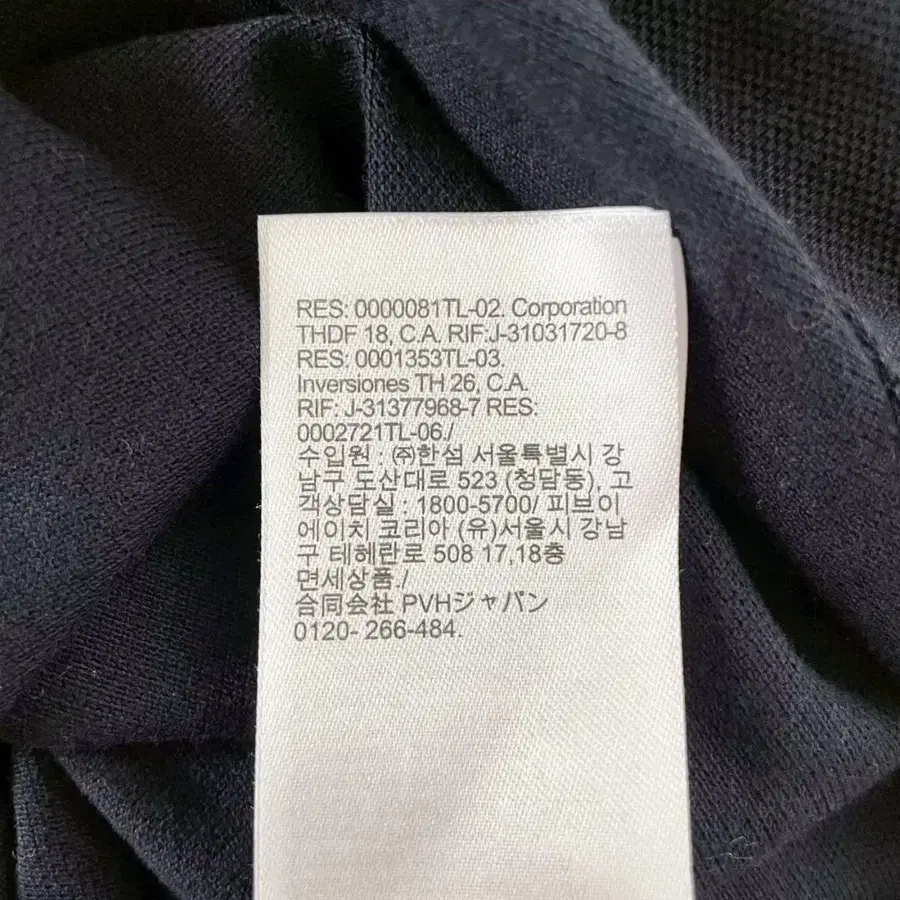 RES: 0000081TL-02. Corporation
THDF 18, C.A. RIF:J-31031720-8
RES: 0001353TL-03.
Inversiones TH 26, C.A.
RIF: J-31377968-7 RES:
0002721TL-06./
수입원 : ㈜한섬 서울특별시 강
남구 도산대로 523 (청담동), 고
객상담실 : 1800-5700/ 피브이
에이치 코리아 (유)서울시 강남
구 테헤란로 508 17,18층
면세상품./
合同会社 PVHジャパン
0120- 266-484.